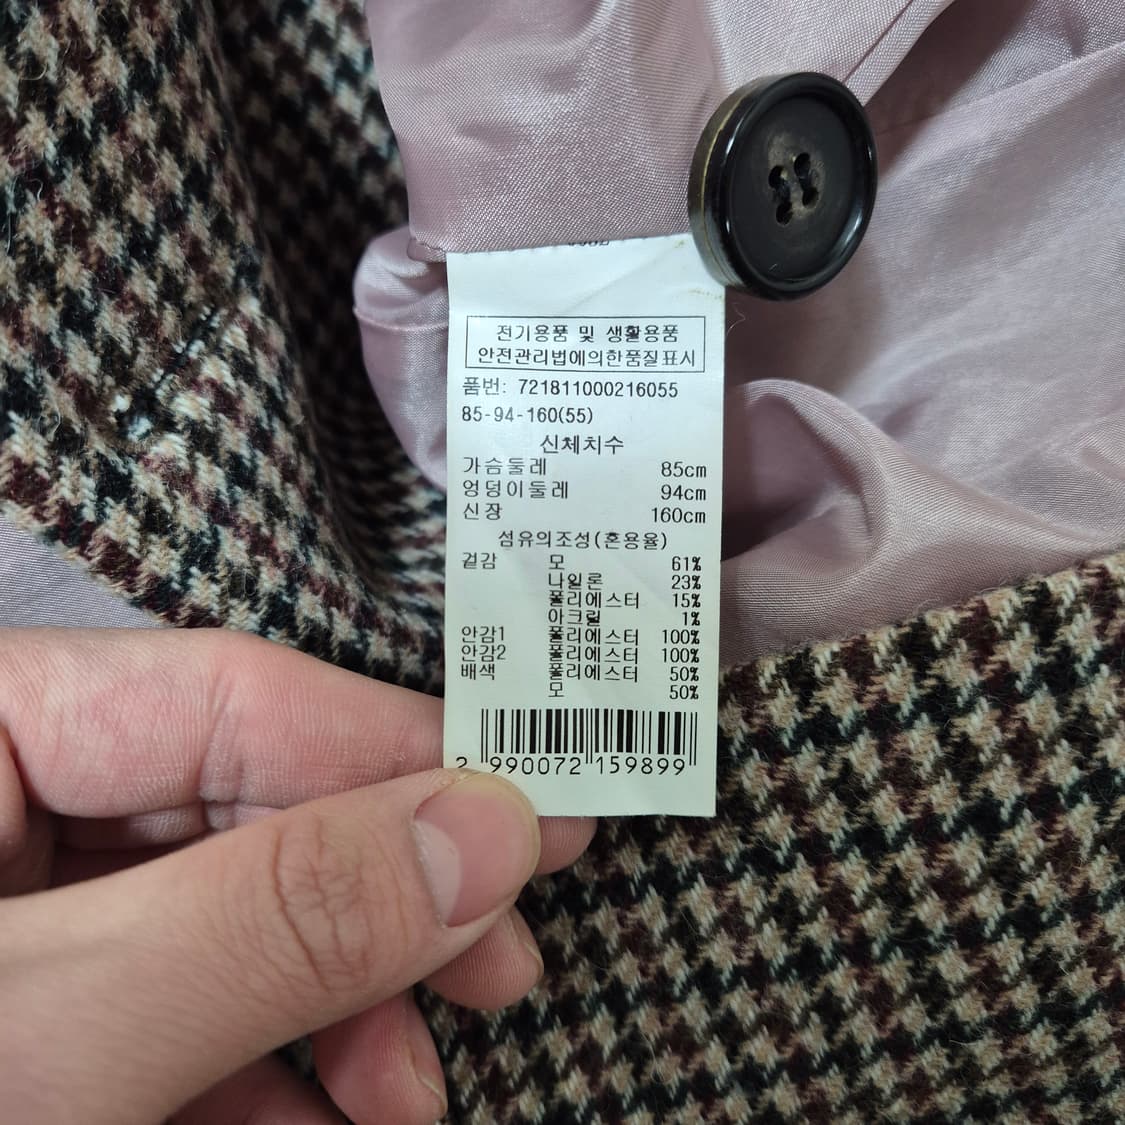 전기용품 및 생활용품
안전관리법에의한품질표시
품번: 721811000216055
85-94-160(55)
신체치수
가슴둘레 85cm
엉덩이둘레 94cm
신장 160cm
섬유의조성(혼용율)
겉감 모 61%
나일론 23%
폴리에스터 15%
아크릴 1%
안감1 폴리에스터 100%
안감2 폴리에스터 100%
배색 폴리에스터 50%
모 50%
2 990072 159899